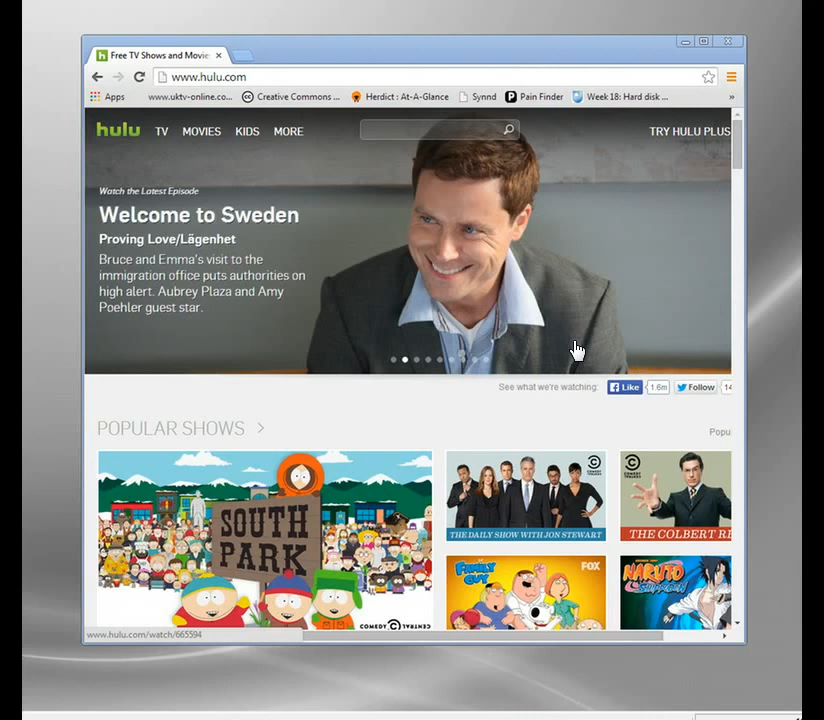 Free TV Shows and Movie
www.hulu.com
Apps www.uktv-online.co... Creative Commons ... Herdict : At-A-Glance Synnd Pain Finder Week 18: Hard disk ... »
hulu TV MOVIES KIDS MORE TRY HULU PLUS
Watch the Latest Episode
Welcome to Sweden
Proving Love/Lägenhet
Bruce and Emma's visit to the
immigration office puts authorities on
high alert. Aubrey Plaza and Amy
Poehler guest star.
See what we're watching: Like 1.6m Follow 14
POPULAR SHOWS Popu
SOUTH
PARK
COMEDY CENTRAL
THE DAILY SHOW WITH JON STEWART
THE COLBERT RE
FAMILY
GUY
FOX
NARUTO
SHIPPUDEN
www.hulu.com/watch/665594